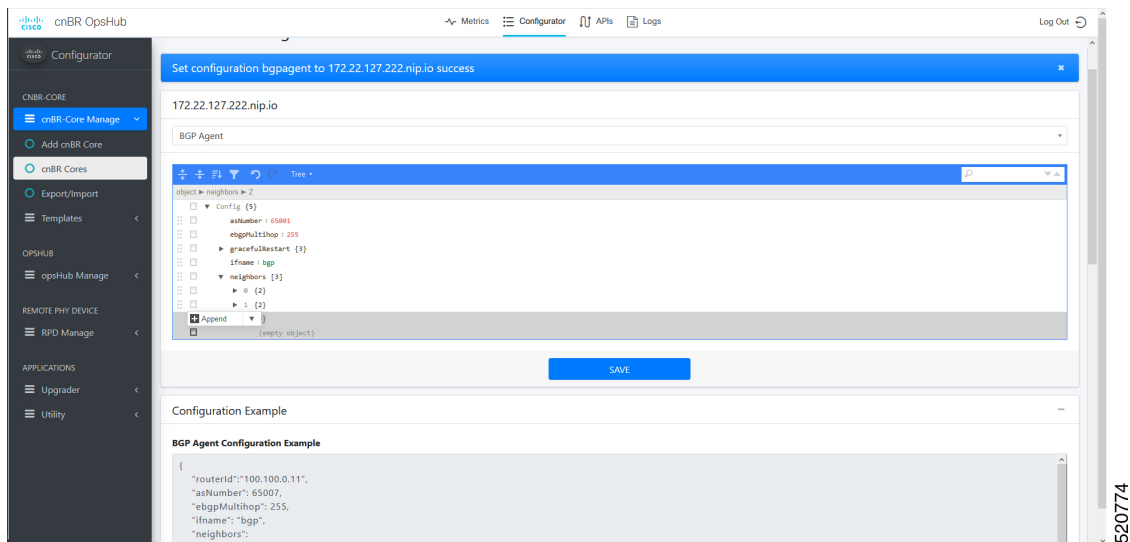 cisco cnBR OpsHub
Metrics Configurator APIs Logs
Log Out
cisco Configurator
CNBR-CORE
cnBR-Core Manage
Add cnBR Core
cnBR Cores
Export/Import
Templates
OPSHUB
opsHub Manage
REMOTE PHY DEVICE
RPD Manage
APPLICATIONS
Upgrader
Utility
Set configuration bgpagent to 172.22.127.222.nip.io success ×
172.22.127.222.nip.io
BGP Agent
Tree
object ► neighbors ► 2
▼ Config {5}
asNumber : 65001
ebgpMultihop : 255
► gracefulRestart {3}
ifname : bgp
▼ neighbors [3]
► 0 {2}
► 1 {2}
Append ▼ }
(empty object)
SAVE
Configuration Example −
BGP Agent Configuration Example
{
"routerId":"100.100.0.11",
"asNumber": 65007,
"ebgpMultihop": 255,
"ifname": "bgp",
"neighbors":
520774